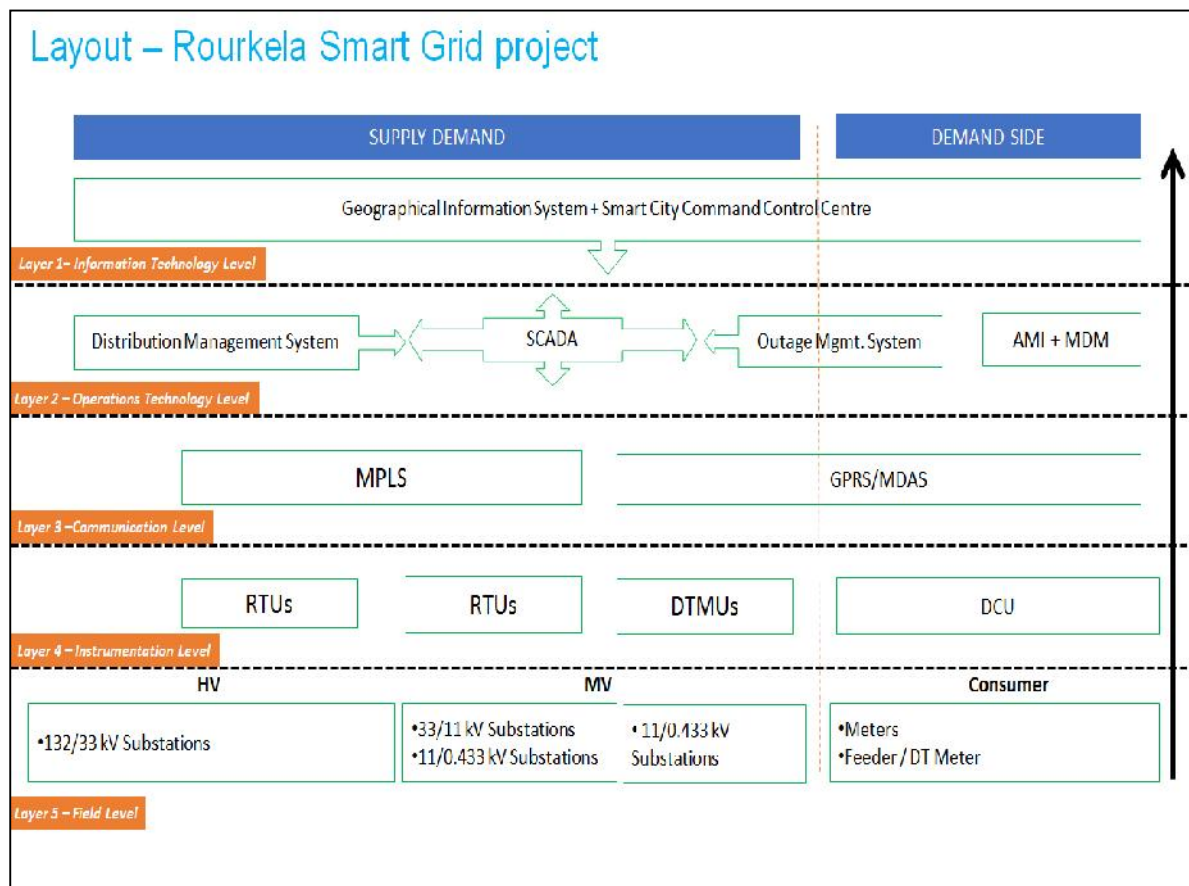 Layout – Rourkela Smart Grid project
SUPPLY DEMAND
DEMAND SIDE
Geographical Information System + Smart City Command Control Centre
Layer 1– Information Technology Level
Distribution Management System
SCADA
Outage Mgmt. System
AMI + MDM
Layer 2 – Operations Technology Level
MPLS
GPRS/MDAS
Layer 3 –Communication Level
RTUs
RTUs
DTMUs
DCU
Layer 4 – Instrumentation Level
HV
MV
Consumer
•132/33 kV Substations
•33/11 kV Substations
•11/0.433 kV Substations
• 11/0.433 kV
Substations
•Meters
•Feeder / DT Meter
Layer 5 – Field Level